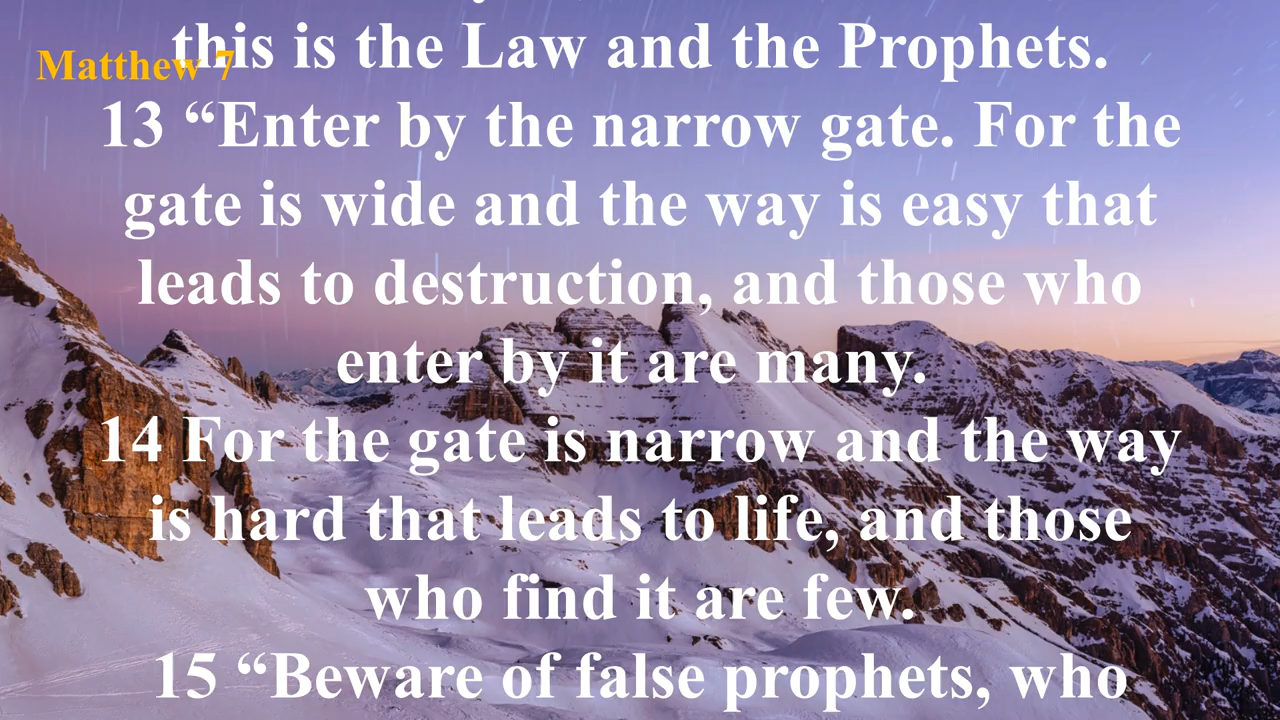 this is the Law and the Prophets.
Matthew 7
13 “Enter by the narrow gate. For the
gate is wide and the way is easy that
leads to destruction, and those who
enter by it are many.
14 For the gate is narrow and the way
is hard that leads to life, and those
who find it are few.
15 “Beware of false prophets, who